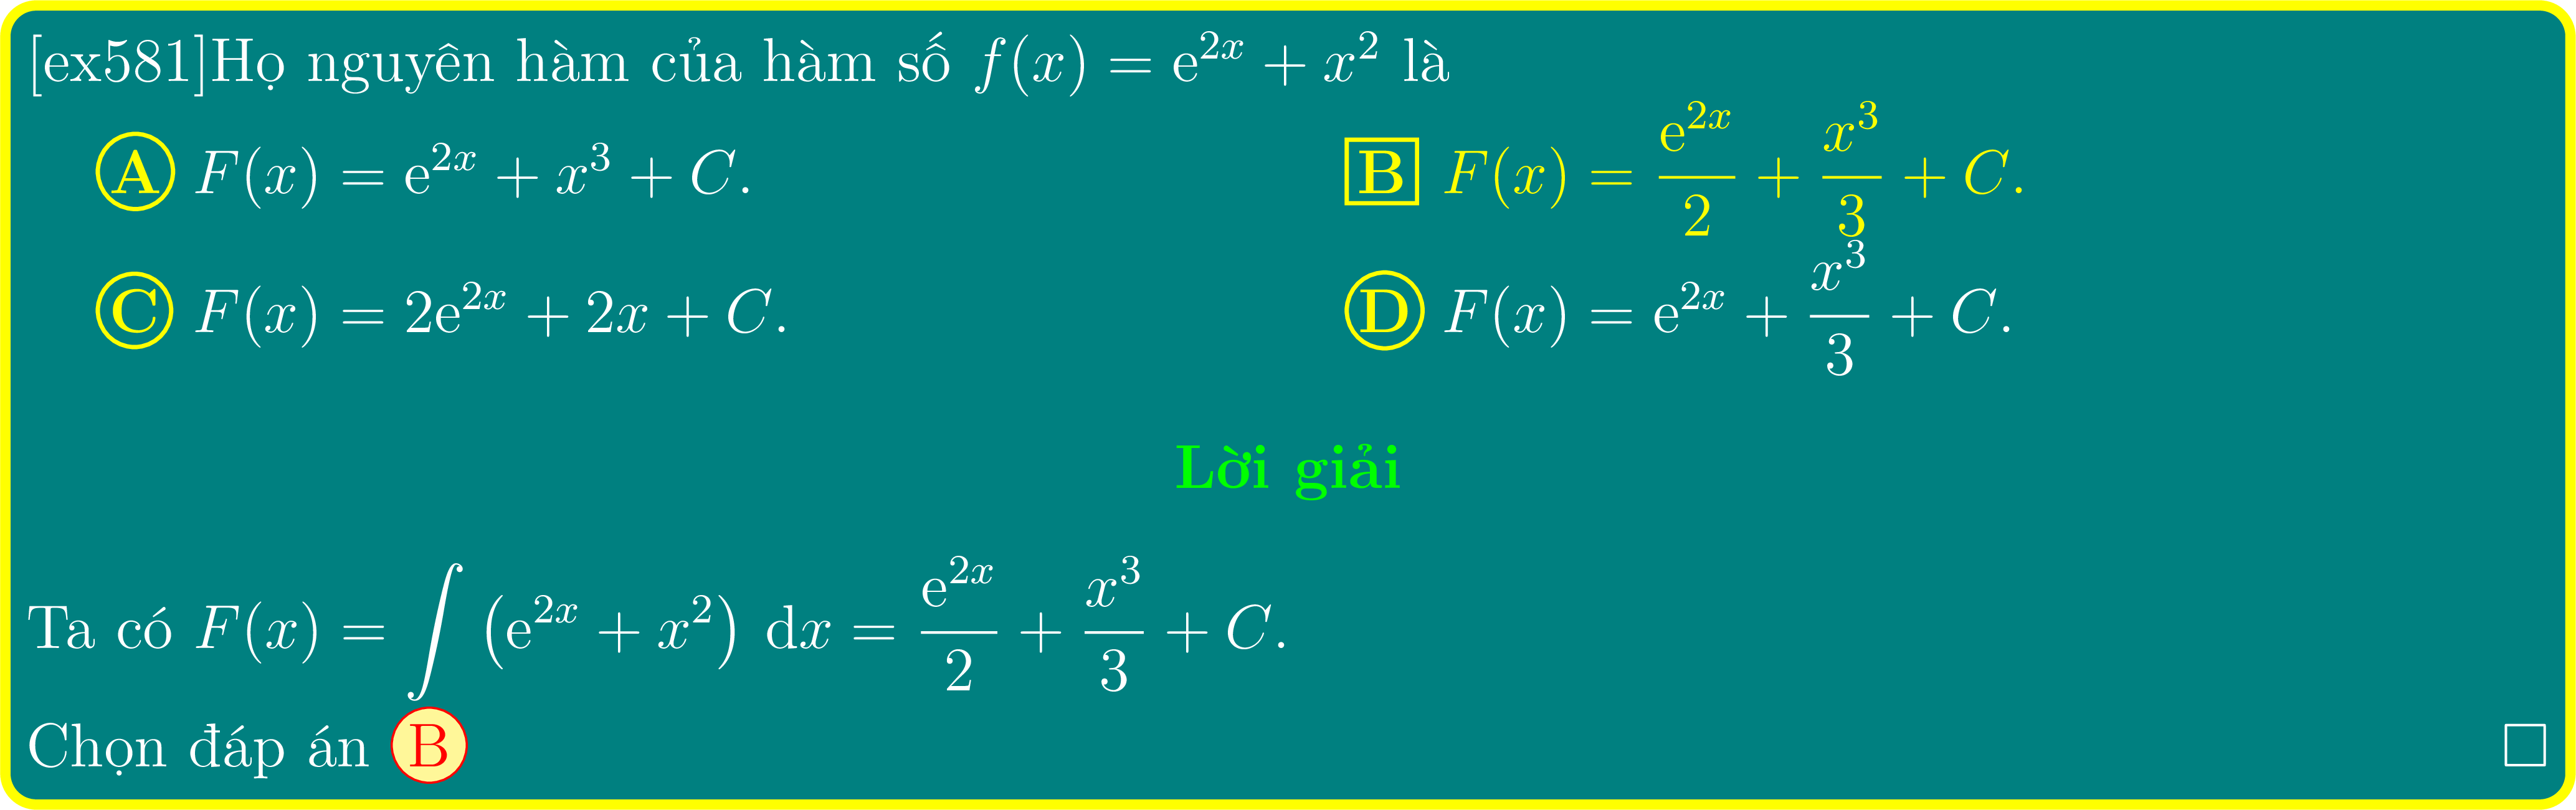 [ex581]Họ nguyên hàm của hàm số f(x) = e^{2x} + x^2 là
A F(x) = e^{2x} + x^3 + C. B F(x) = \frac{e^{2x}}{2} + \frac{x^3}{3} + C.
C F(x) = 2e^{2x} + 2x + C. D F(x) = e^{2x} + \frac{x^3}{3} + C.
Lời giải
Ta có F(x) = \int (e^{2x} + x^2) dx = \frac{e^{2x}}{2} + \frac{x^3}{3} + C.
Chọn đáp án B □